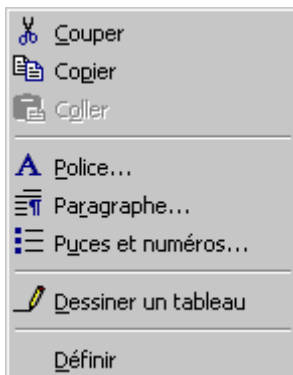 Couper
Copier
Coller
Police...
Paragraphe...
Puces et numéros...
Dessiner un tableau
Définir